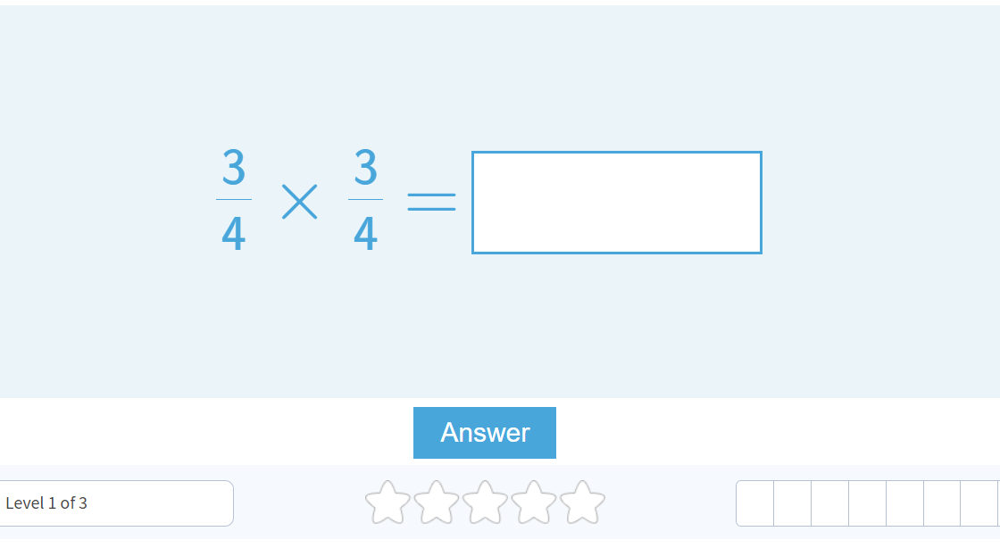 3/4 × 3/4 =
Answer
Level 1 of 3